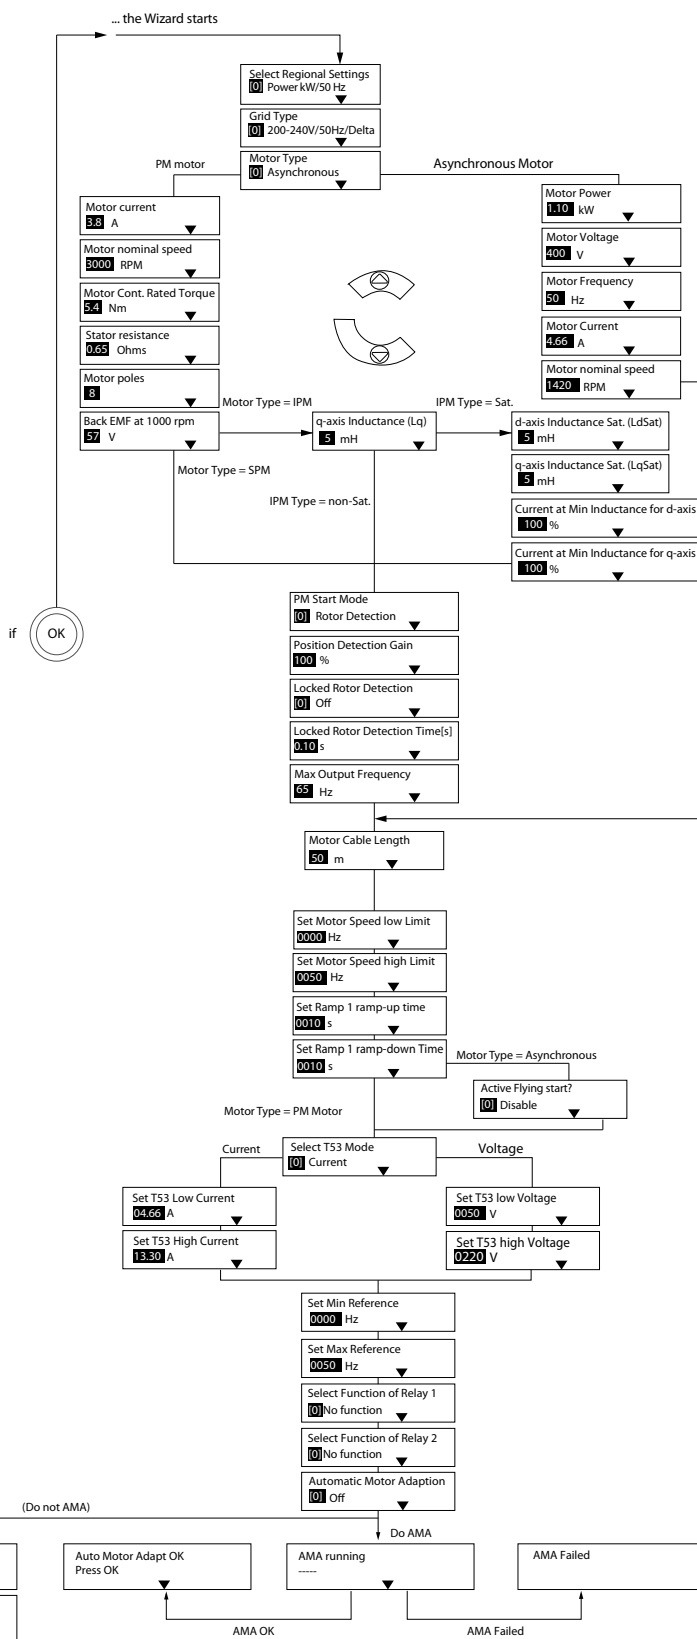 ... the Wizard starts
Select Regional Settings
[0] Power kW/50 Hz
Grid Type
[0] 200-240V/50Hz/Delta
PM motor
Motor Type
[0] Asynchronous
Asynchronous Motor
Motor current
3.8 A
Motor nominal speed
3000 RPM
Motor Cont. Rated Torque
5.4 Nm
Stator resistance
0.65 Ohms
Motor poles
8
Back EMF at 1000 rpm
57 V
Motor Power
1.10 kW
Motor Voltage
400 V
Motor Frequency
50 Hz
Motor Current
4.66 A
Motor nominal speed
1420 RPM
Motor Type = IPM
q-axis Inductance (Lq)
5 mH
IPM Type = Sat.
d-axis Inductance Sat. (LdSat)
5 mH
q-axis Inductance Sat. (LqSat)
5 mH
Current at Min Inductance for d-axis
100 %
Current at Min Inductance for q-axis
100 %
Motor Type = SPM
IPM Type = non-Sat.
if
OK
PM Start Mode
[0] Rotor Detection
Position Detection Gain
100 %
Locked Rotor Detection
[0] Off
Locked Rotor Detection Time[s]
0.10 s
Max Output Frequency
65 Hz
Motor Cable Length
50 m
Set Motor Speed low Limit
0000 Hz
Set Motor Speed high Limit
0050 Hz
Set Ramp 1 ramp-up time
0010 s
Set Ramp 1 ramp-down Time
0010 s
Motor Type = Asynchronous
Active Flying start?
[0] Disable
Motor Type = PM Motor
Current
Select T53 Mode
[0] Current
Voltage
Set T53 Low Current
04.66 A
Set T53 High Current
13.30 A
Set T53 low Voltage
0050 V
Set T53 high Voltage
0220 V
Set Min Reference
0000 Hz
Set Max Reference
0050 Hz
Select Function of Relay 1
[0] No function
Select Function of Relay 2
[0] No function
Automatic Motor Adaption
[0] Off
(Do not AMA)
Do AMA
Auto Motor Adapt OK
Press OK
AMA running
-----
AMA Failed
AMA OK
AMA Failed